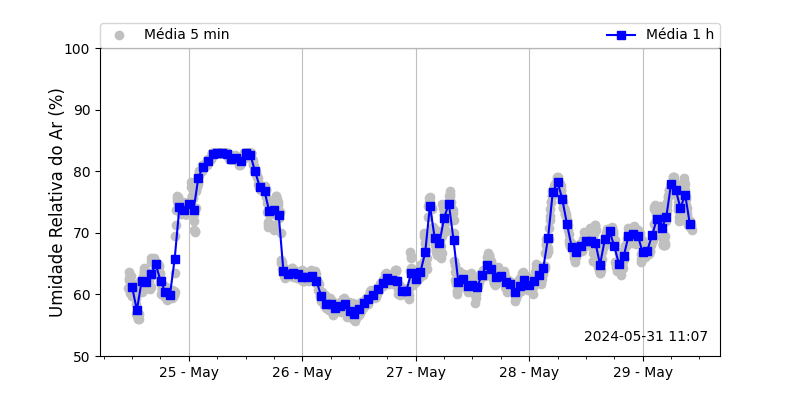 Média 5 min
Média 1 h
Umidade Relativa do Ar (%)
100
90
80
70
60
50
2024-05-31 11:07
25 - May
26 - May
27 - May
28 - May
29 - May